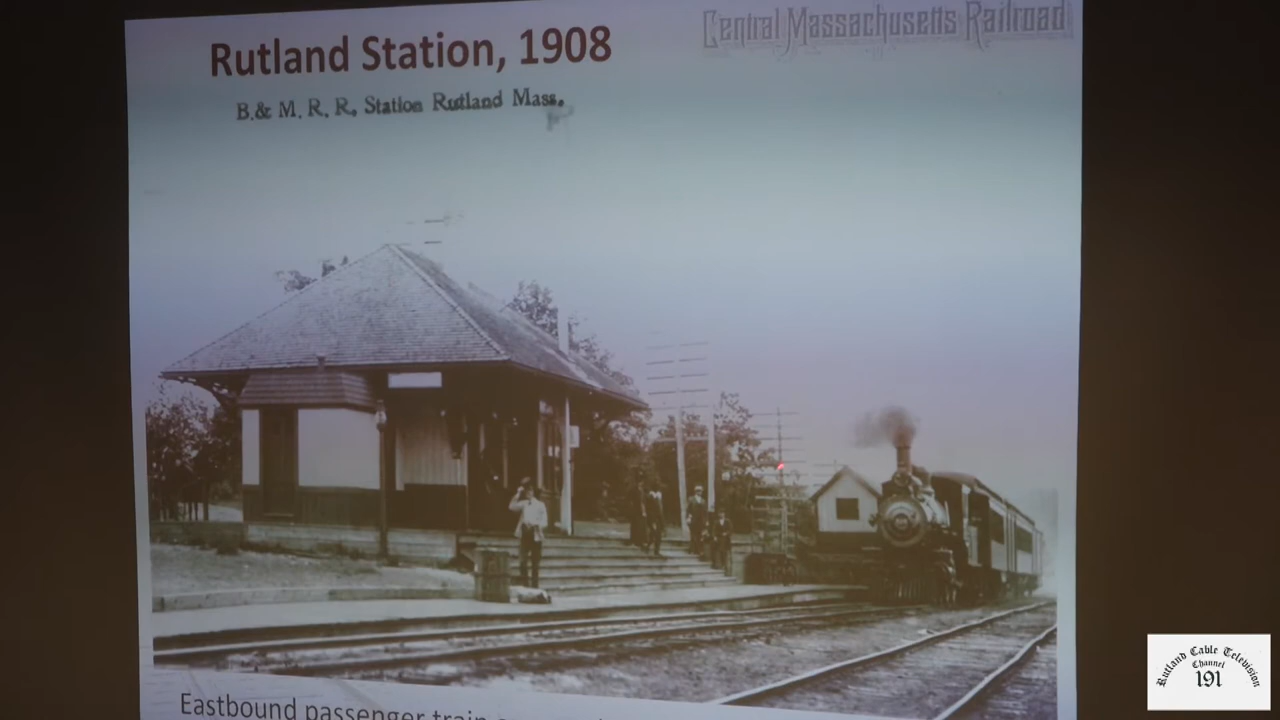 Central Massachusetts Railroad
Rutland Station, 1908
B. & M. R. R. Station Rutland Mass.
Eastbound passenger train
Rutland Cable Television
Channel
191